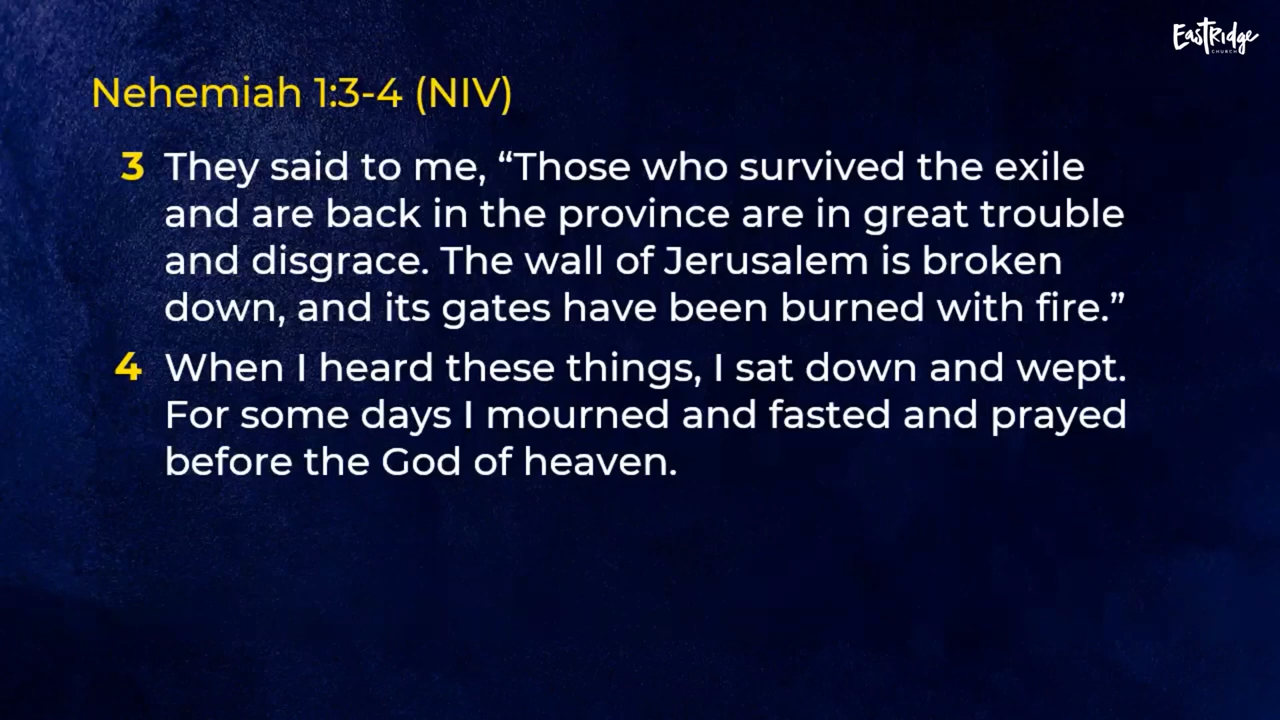 EastRidge
CHURCH
Nehemiah 1:3-4 (NIV)
3 They said to me, “Those who survived the exile
and are back in the province are in great trouble
and disgrace. The wall of Jerusalem is broken
down, and its gates have been burned with fire.”
4 When I heard these things, I sat down and wept.
For some days I mourned and fasted and prayed
before the God of heaven.